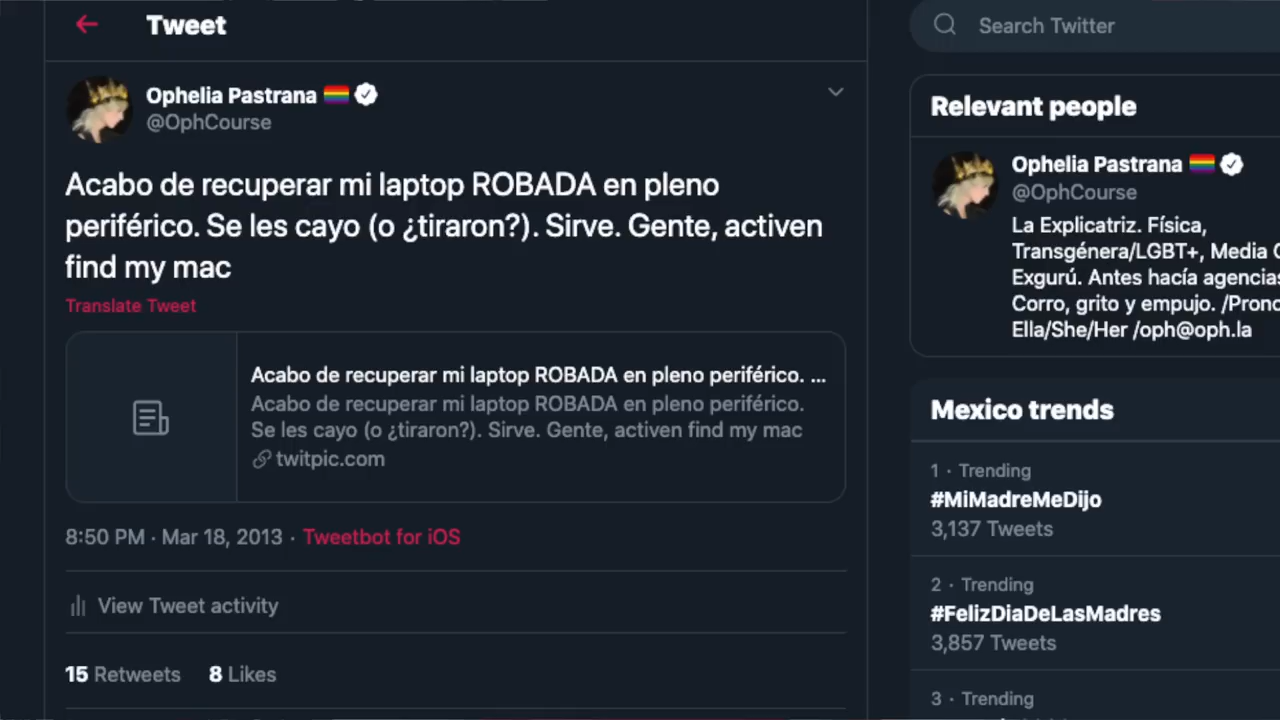 Tweet
Ophelia Pastrana
@OphCourse
Acabo de recuperar mi laptop ROBADA en pleno
periférico. Se les cayo (o ¿tiraron?). Sirve. Gente, activen
find my mac
Translate Tweet
Acabo de recuperar mi laptop ROBADA en pleno periférico. ...
Acabo de recuperar mi laptop ROBADA en pleno periférico.
Se les cayo (o ¿tiraron?). Sirve. Gente, activen find my mac
twitpic.com
8:50 PM · Mar 18, 2013 · Tweetbot for iOS
View Tweet activity
15 Retweets 8 Likes
Search Twitter
Relevant people
Ophelia Pastrana
@OphCourse
La Explicatriz. Física,
Transgénera/LGBT+, Media
Exgurú. Antes hacía agencias
Corro, grito y empujo. /Prono
Ella/She/Her /oph@oph.la
Mexico trends
1 · Trending
#MiMadreMeDijo
3,137 Tweets
2 · Trending
#FelizDiaDeLasMadres
3,857 Tweets
3 · Trending